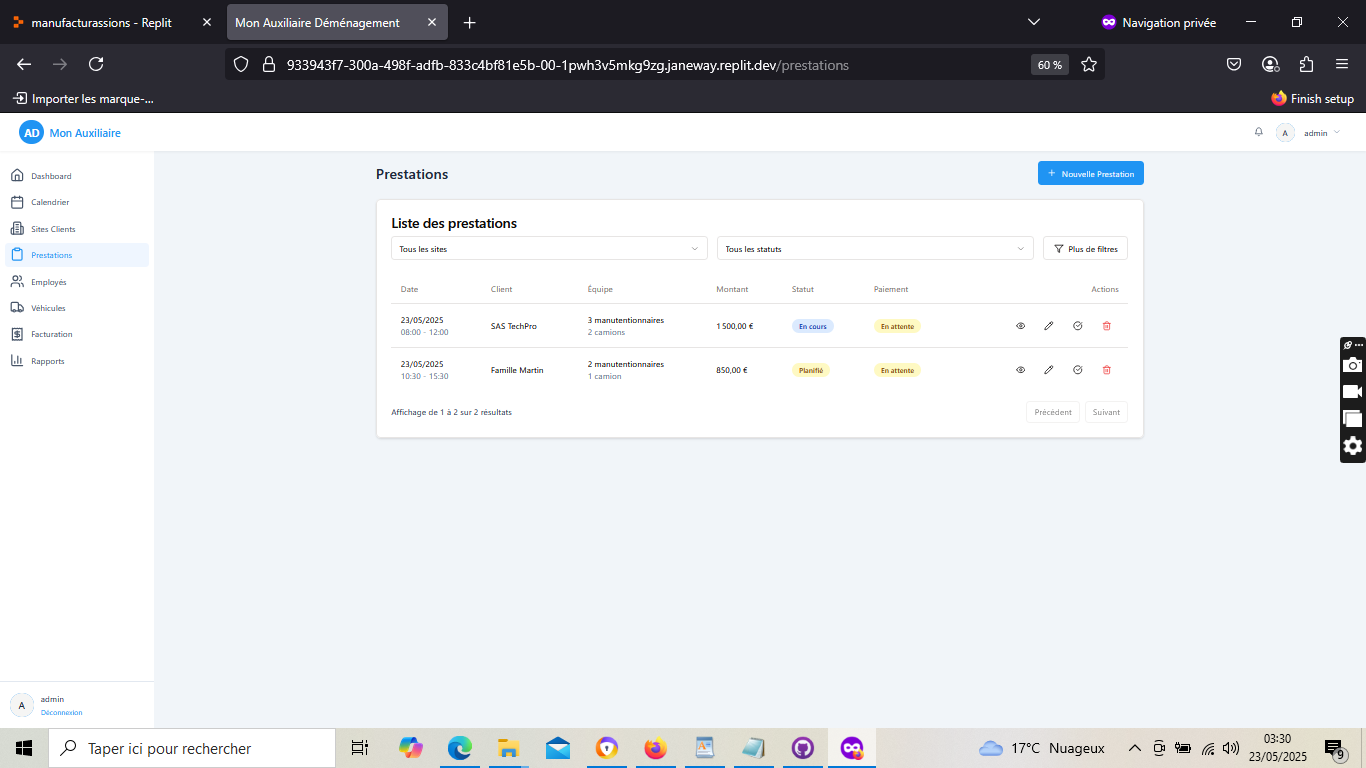 manufacturassions - Replit
Mon Auxiliaire Déménagement
Navigation privée
933943f7-300a-498f-adfb-833c4bf81e5b-00-1pwh3v5mkg9zg.janeway.replit.dev/prestations
60 %
Importer les marque-...
Finish setup
AD Mon Auxiliaire
A admin
Dashboard
Calendrier
Sites Clients
Prestations
Employés
Véhicules
Facturation
Rapports
Prestations
+ Nouvelle Prestation
Liste des prestations
Tous les sites
Tous les statuts
Plus de filtres
Date Client Équipe Montant Statut Paiement Actions
23/05/2025 SAS TechPro 3 manutentionnaires 1 500,00 € En cours En attente
08:00 - 12:00 2 camions
23/05/2025 Famille Martin 2 manutentionnaires 850,00 € Planifié En attente
10:30 - 15:30 1 camion
Affichage de 1 à 2 sur 2 résultats
Précédent Suivant
A admin
Déconnexion
Taper ici pour rechercher
17°C Nuageux
03:30
23/05/2025
9